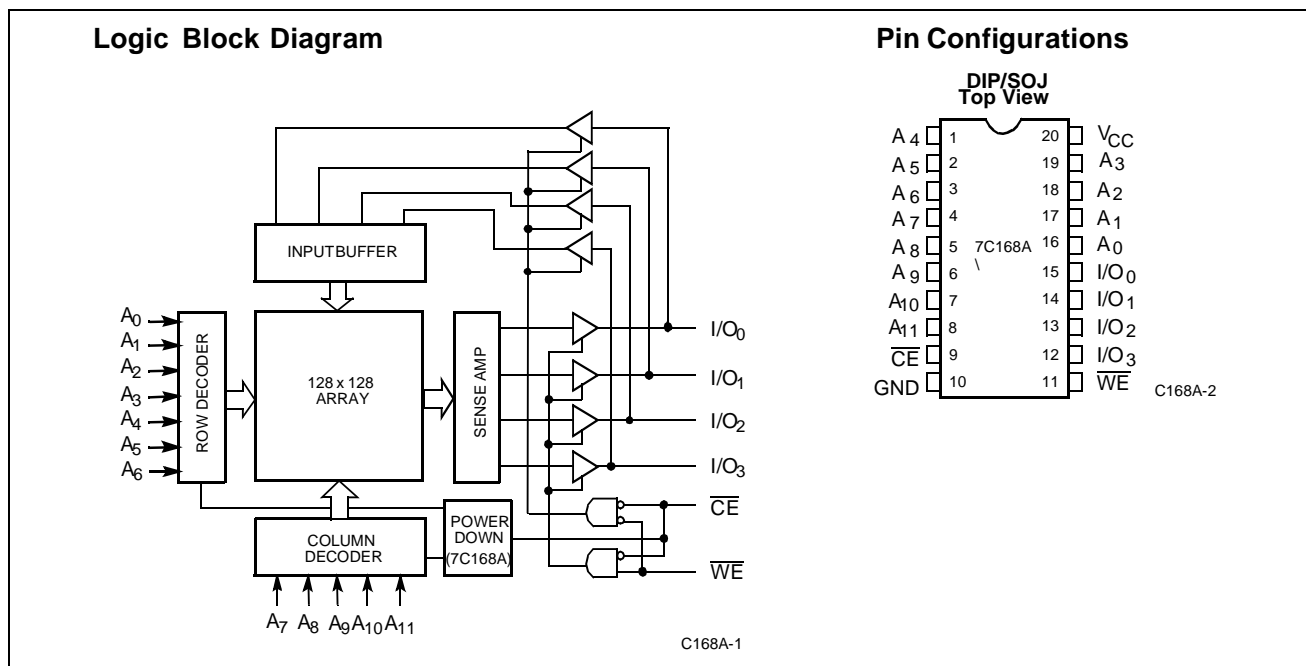 Logic Block Diagram
INPUTBUFFER
A0
A1
A2
A3
A4
A5
A6
ROW DECODER
128 x 128
ARRAY
SENSE AMP
I/O0
I/O1
I/O2
I/O3
COLUMN
DECODER
POWER
DOWN
(7C168A)
CE
WE
A7 A8 A9 A10 A11
C168A-1
Pin Configurations
DIP/SOJ
Top View
A4 1 20 VCC
A5 2 19 A3
A6 3 18 A2
A7 4 17 A1
A8 5 7C168A 16 A0
A9 6 \ 15 I/O0
A10 7 14 I/O1
A11 8 13 I/O2
CE 9 12 I/O3
GND 10 11 WE
C168A-2